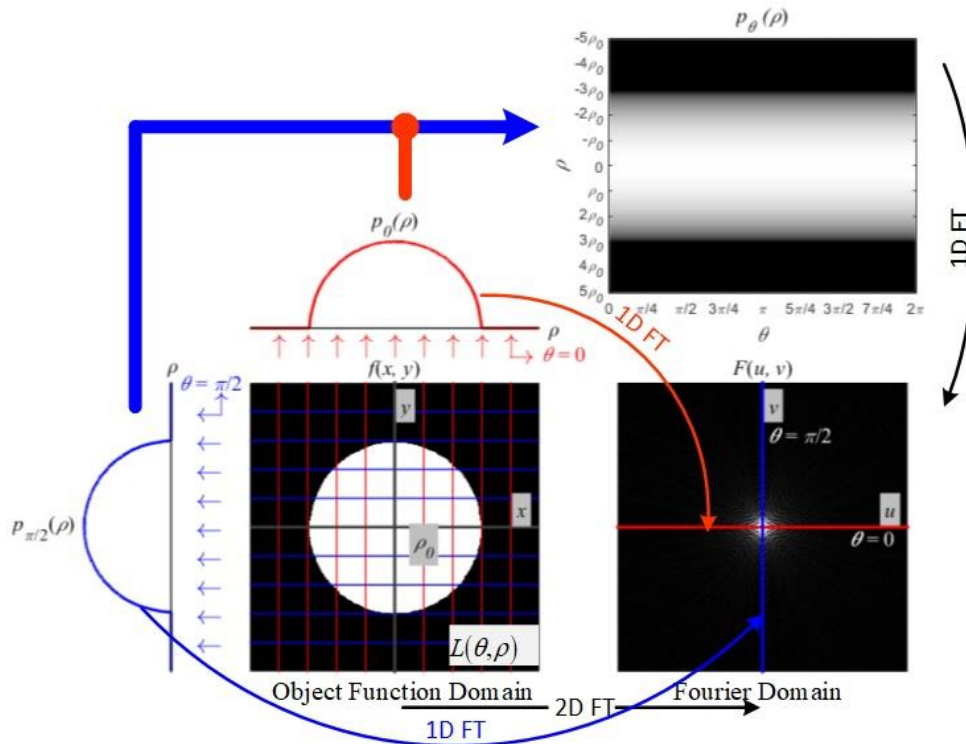 p_θ(ρ)
-5ρ₀
-4ρ₀
-3ρ₀
-2ρ₀
-ρ₀
0
ρ₀
2ρ₀
3ρ₀
4ρ₀
5ρ₀
ρ
0 π/4 π/2 3π/4 π 5π/4 3π/2 7π/4 2π
θ
1D FT
p₀(ρ)
ρ
θ = 0
1D FT
ρ
θ = π/2
p_π/2(ρ)
f(x, y)
y
x
ρ₀
L(θ,ρ)
F(u, v)
v
θ = π/2
u
θ = 0
Object Function Domain
Fourier Domain
2D FT
1D FT